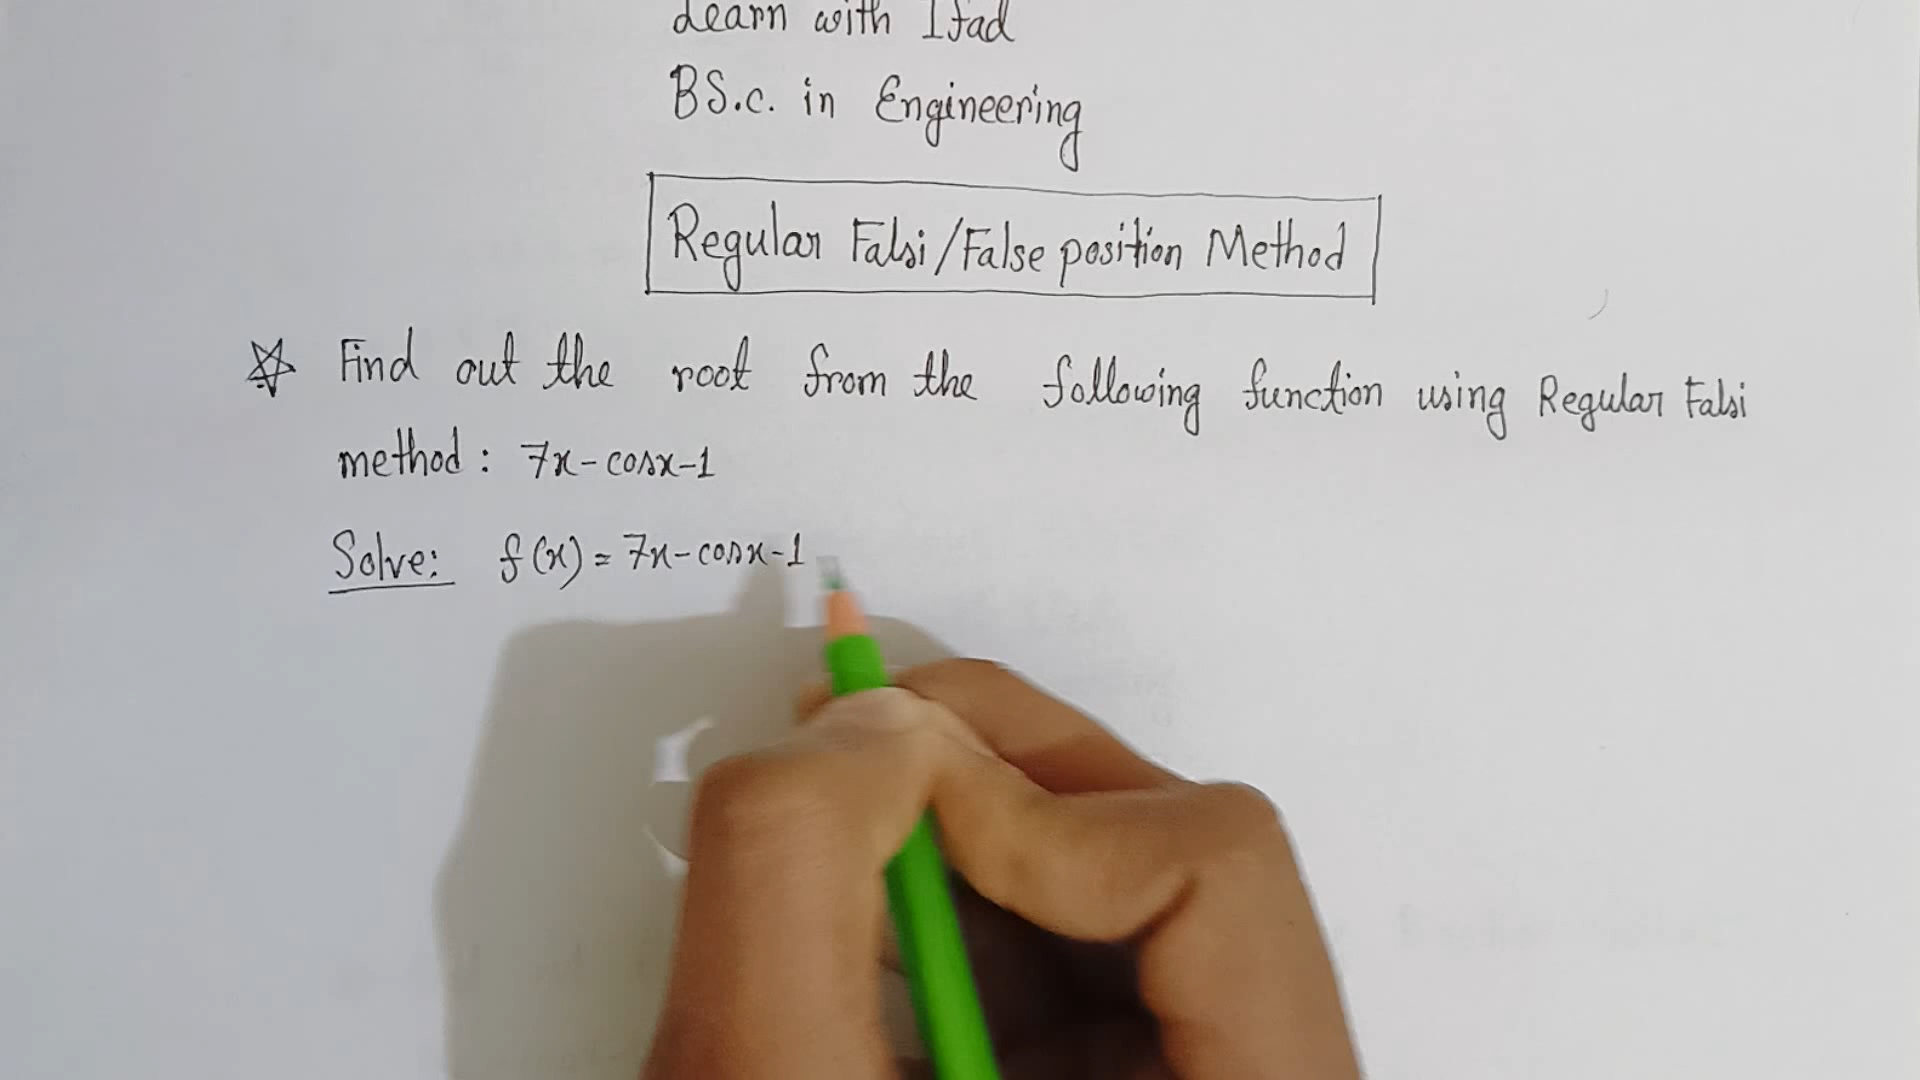 Learn with Ifad
BS.c. in Engineering
Regular Falsi/False position Method
☆ Find out the root from the following function using Regular Falsi
method: 7x-cosx-1
Solve: f(x)=7x-cosx-1